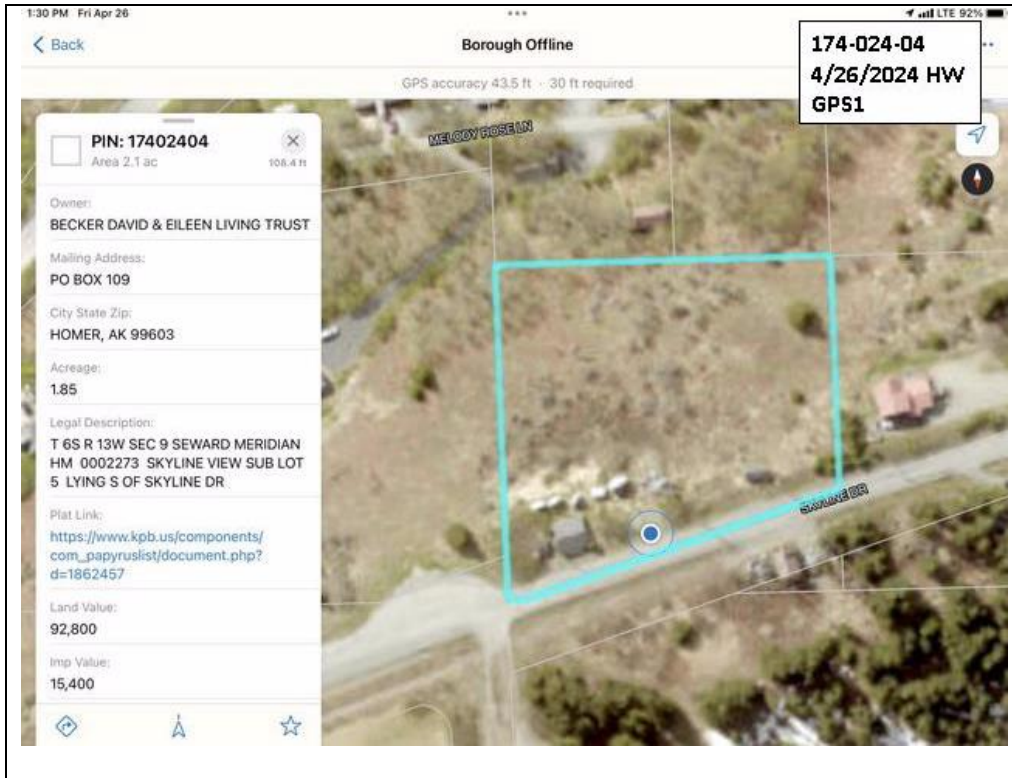 1:30 PM Fri Apr 26
LTE 92%
Back
Borough Offline
174-024-04
4/26/2024 HW
GPS1
GPS accuracy 43.5 ft · 30 ft required
PIN: 17402404
Area 2.1 ac
108.4 ft
Owner:
BECKER DAVID & EILEEN LIVING TRUST
Mailing Address:
PO BOX 109
City State Zip:
HOMER, AK 99603
Acreage:
1.85
Legal Description:
T 6S R 13W SEC 9 SEWARD MERIDIAN
HM 0002273 SKYLINE VIEW SUB LOT
5 LYING S OF SKYLINE DR
Plat Link:
https://www.kpb.us/components/
com_papyruslist/document.php?
d=1862457
Land Value:
92,800
Imp Value:
15,400
MELODY ROSE LN
SKYLINE DR